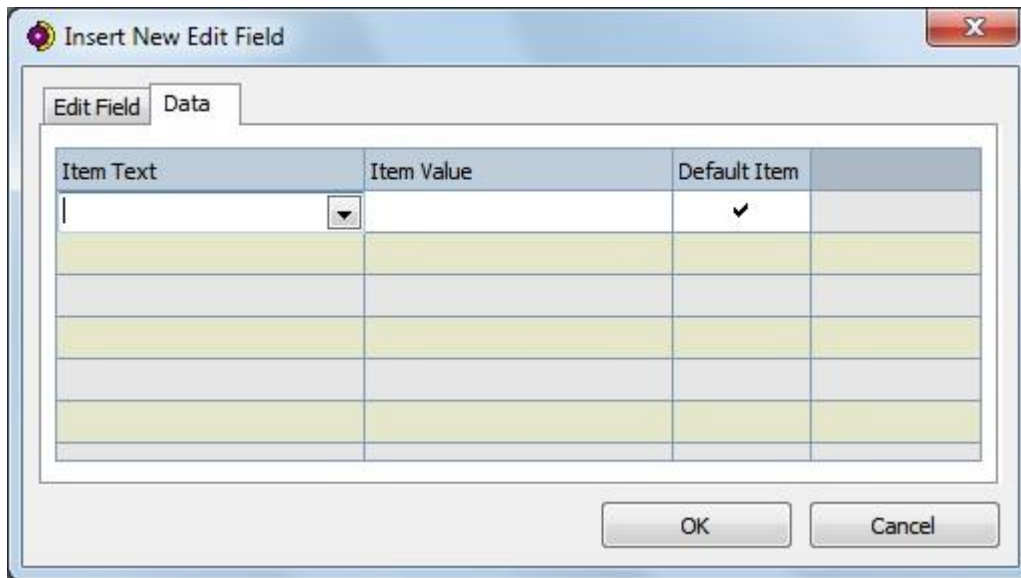 Insert New Edit Field
Edit Field Data
Item Text Item Value Default Item
OK Cancel